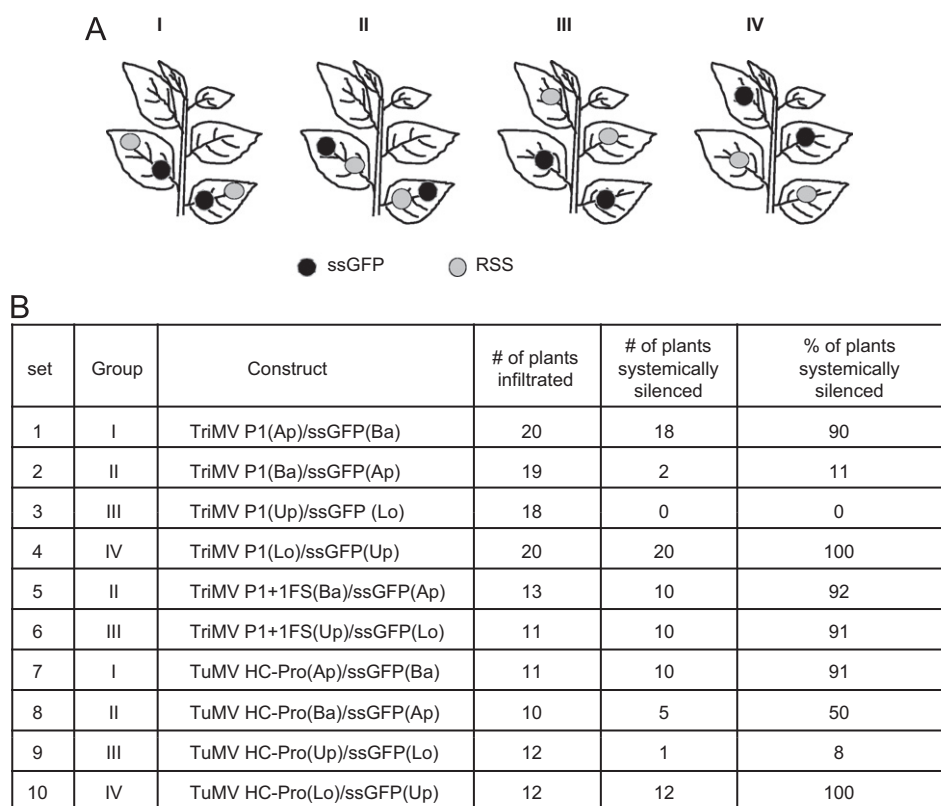 A
I II III IV
ssGFP RSS
B
set Group Construct # of plants infiltrated # of plants systemically silenced % of plants systemically silenced
1 I TriMV P1(Ap)/ssGFP(Ba) 20 18 90
2 II TriMV P1(Ba)/ssGFP(Ap) 19 2 11
3 III TriMV P1(Up)/ssGFP (Lo) 18 0 0
4 IV TriMV P1(Lo)/ssGFP(Up) 20 20 100
5 II TriMV P1+1FS(Ba)/ssGFP(Ap) 13 10 92
6 III TriMV P1+1FS(Up)/ssGFP(Lo) 11 10 91
7 I TuMV HC-Pro(Ap)/ssGFP(Ba) 11 10 91
8 II TuMV HC-Pro(Ba)/ssGFP(Ap) 10 5 50
9 III TuMV HC-Pro(Up)/ssGFP(Lo) 12 1 8
10 IV TuMV HC-Pro(Lo)/ssGFP(Up) 12 12 100